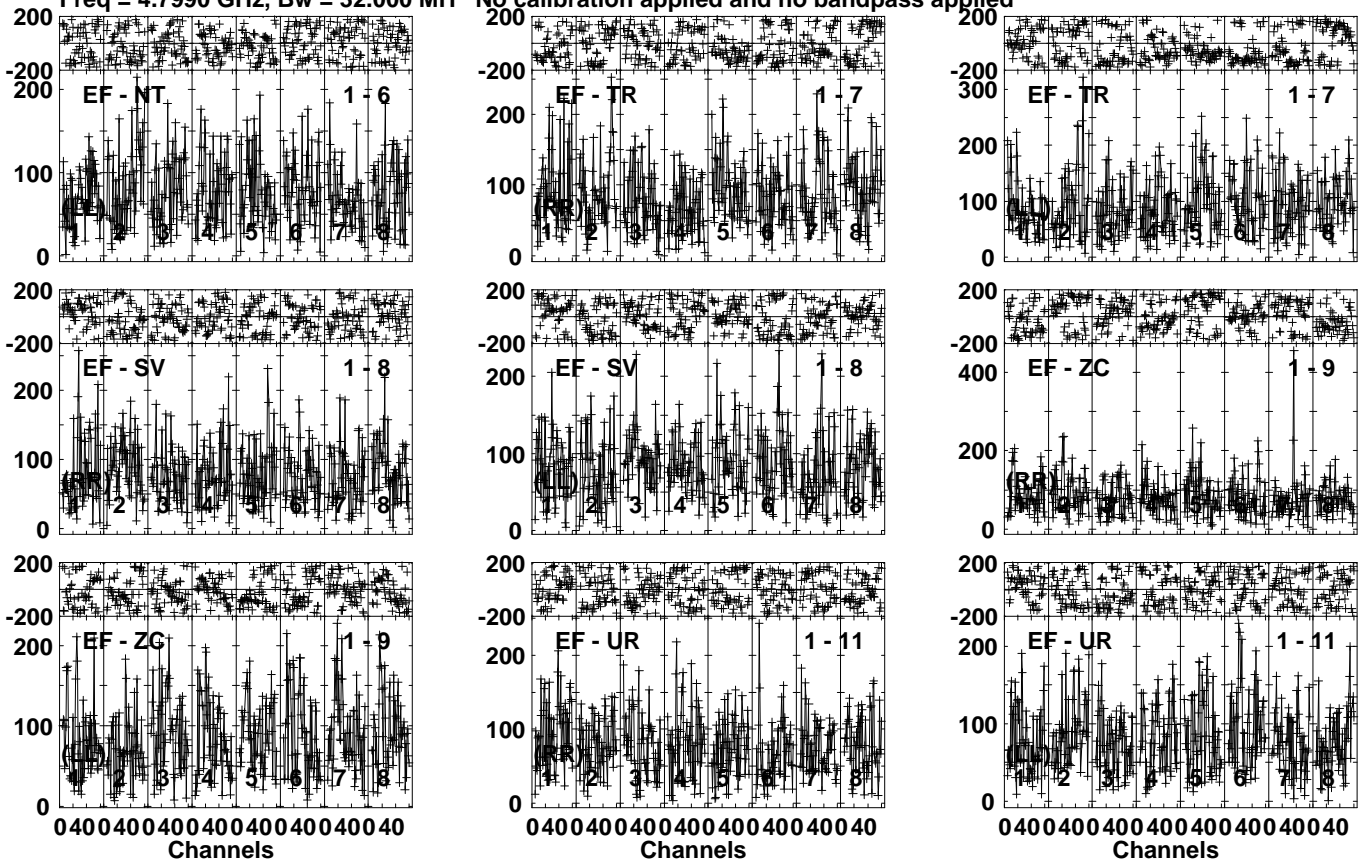 Freq = 4.7990 GHz, Bw = 32.000 MH No calibration applied and no bandpass applied
200 200 200
-200 -200 -200
EF - NT 1 - 6 EF - TR 1 - 7 EF - TR 1 - 7
200 200 300
100 100 200
0 0 100
0
(LL) (RR) (LL)
1 2 3 4 5 6 7 8 1 2 3 4 5 6 7 8 1 2 3 4 5 6 7 8
200 200 200
-200 -200 -200
EF - SV 1 - 8 EF - SV 1 - 8 EF - ZC 1 - 9
200 200 400
100 100 200
0 0 0
(RR) (LL) (RR)
1 2 3 4 5 6 7 8 1 2 3 4 5 6 7 8 1 2 3 4 5 6 7 8
200 200 200
-200 -200 -200
EF - ZC 1 - 9 EF - UR 1 - 11 EF - UR 1 - 11
200 200 200
100 100 100
0 0 0
(LL) (RR) (LL)
1 2 3 4 5 6 7 8 1 2 3 4 5 6 7 8 1 2 3 4 5 6 7 8
0 40 0 40 0 40 0 40 0 40 0 40 0 40 0 40 0 40 0 40 0 40 0 40 0 40 0 40 0 40 0 40 0 40 0 40 0 40 0 40 0 40 0 40 0 40 0 40
Channels Channels Channels